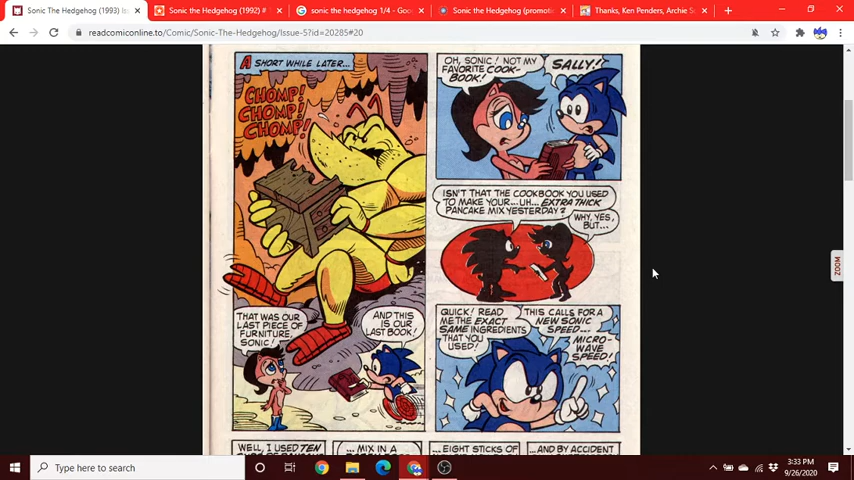 Sonic The Hedgehog (1993) Iss
Sonic the Hedgehog (1992) #
sonic the hedgehog 1/4 - Goo
Sonic the Hedgehog (promotio
Thanks, Ken Penders, Archie So
readcomiconline.to/Comic/Sonic-The-Hedgehog/Issue-5?id=20285#20
A SHORT WHILE LATER...
CHOMP!
CHOMP!
CHOMP!
OH, SONIC! NOT MY
FAVORITE COOK-
BOOK!
SALLY!
ISN'T THAT THE COOKBOOK YOU USED
TO MAKE YOUR...UH... EXTRA THICK
PANCAKE MIX YESTERDAY?
WHY, YES,
BUT...
THAT WAS OUR
LAST PIECE OF
FURNITURE,
SONIC!
AND THIS
IS OUR
LAST BOOK!
QUICK! READ
ME THE EXACT
SAME INGREDIENTS
THAT YOU
USED!
THIS CALLS FOR A
NEW SONIC
SPEED...
MICRO-
WAVE
SPEED!
WELL, I USED TEN
... MIX IN A
... EIGHT STICKS OF
...AND BY ACCIDENT
ZOOM
Type here to search
3:33 PM
9/26/2020